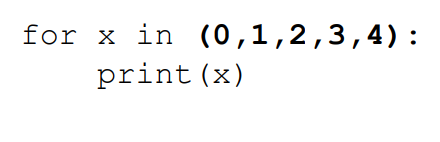 for x in (0,1,2,3,4):
    print(x)